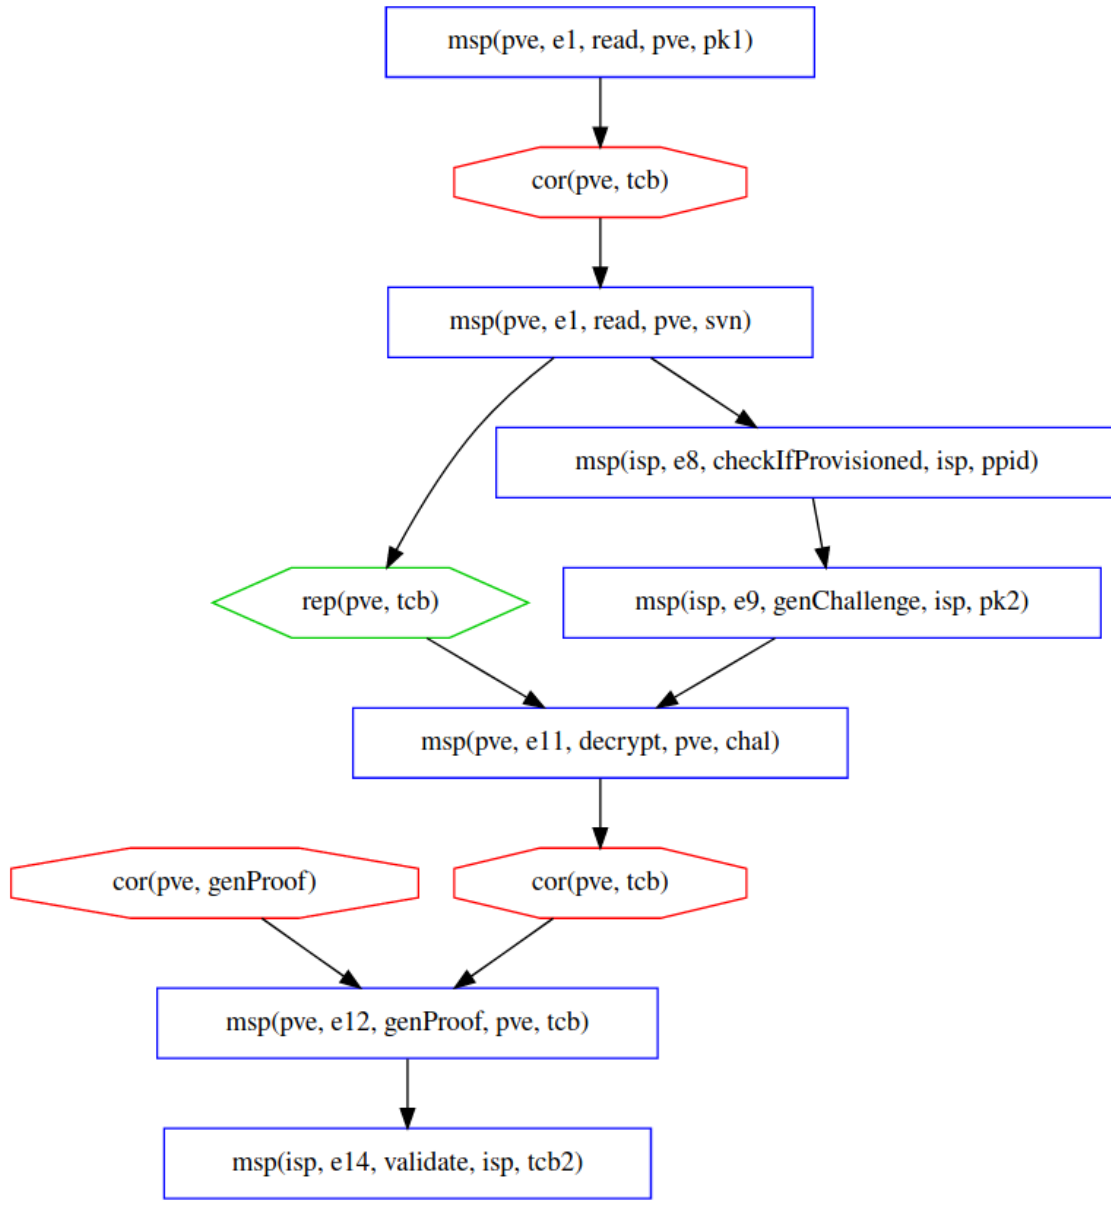 msp(pve, e1, read, pve, pk1)
cor(pve, tcb)
msp(pve, e1, read, pve, svn)
msp(isp, e8, checkIfProvisioned, isp, ppid)
rep(pve, tcb)
msp(isp, e9, genChallenge, isp, pk2)
msp(pve, e11, decrypt, pve, chal)
cor(pve, genProof)
cor(pve, tcb)
msp(pve, e12, genProof, pve, tcb)
msp(isp, e14, validate, isp, tcb2)